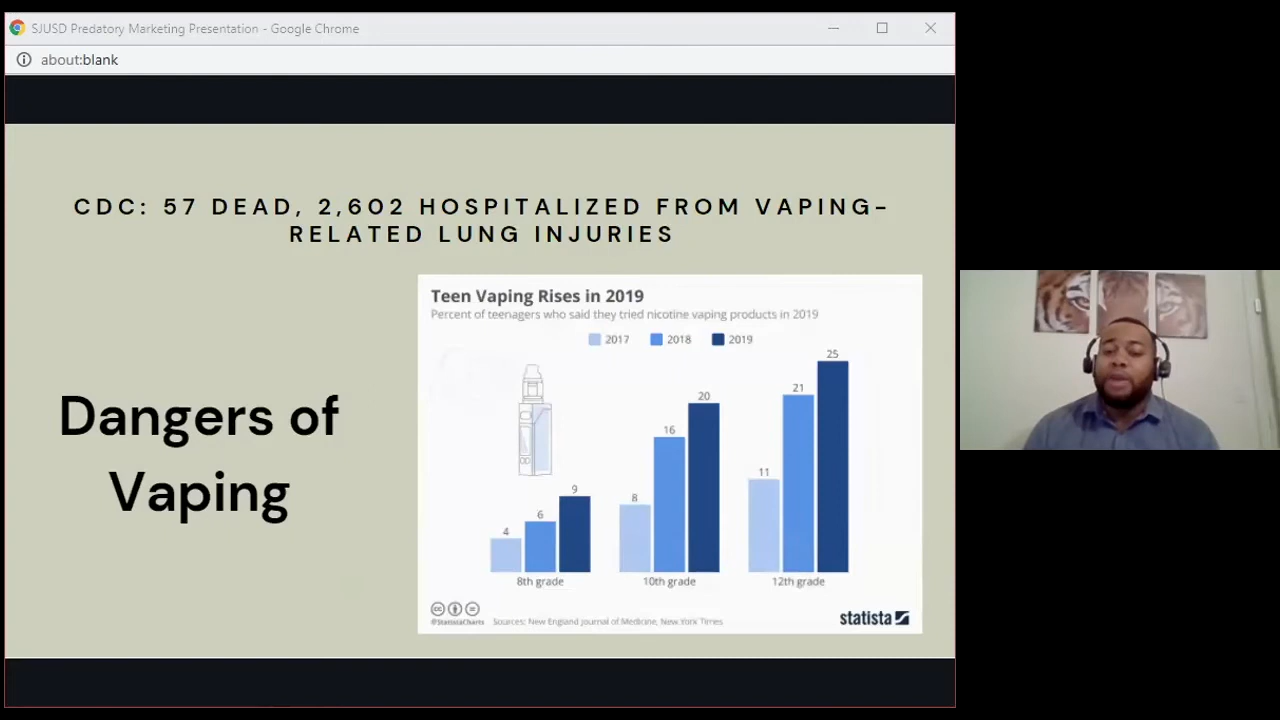 SJUSD Predatory Marketing Presentation - Google Chrome
about:blank
CDC: 57 DEAD, 2,602 HOSPITALIZED FROM VAPING-
RELATED LUNG INJURIES
Dangers of
Vaping
Teen Vaping Rises in 2019
Percent of teenagers who said they tried nicotine vaping products in 2019
2017 2018 2019
4 6 9
8 16 20
11 21 25
8th grade 10th grade 12th grade
@StatistaCharts Sources: New England Journal of Medicine, New York Times
statista